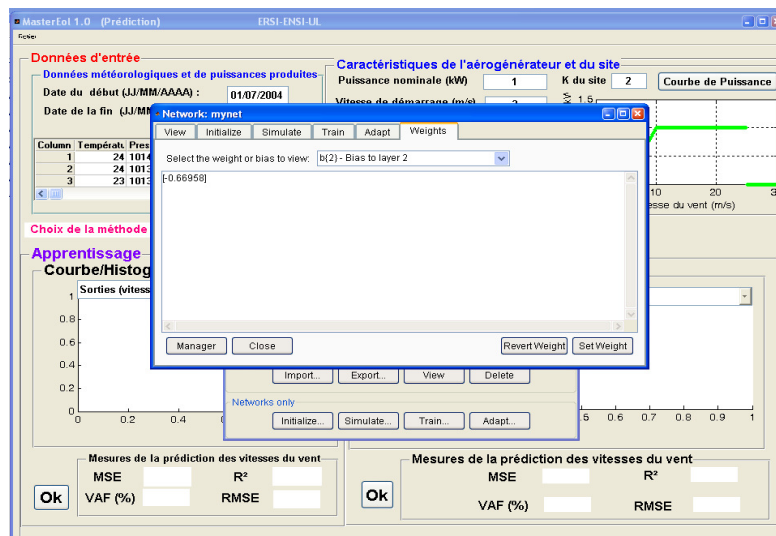 MasterEol 1.0 (Prédiction) ERSI-ENSI-UL
Données d'entrée
Données météorologiques et de puissances produites
Date du début (JJ/MM/AAAA) : 01/07/2004
Date de la fin (JJ/MM
Column Températu Pres
1 24 1014
2 24 1013
3 23 1013
Choix de la méthode
Caractéristiques de l'aérogénérateur et du site
Puissance nominale (kW) 1 K du site 2 Courbe de Puissance
Vitesse de démarrage (m/s)
1.5
10 20 3
esse du vent (m/s)
Network: mynet
View Initialize Simulate Train Adapt Weights
Select the weight or bias to view: b{2} - Bias to layer 2
[-0.66958]
Manager Close Revert Weight Set Weight
Import... Export... View Delete
Networks only
Initialize... Simulate... Train... Adapt...
Apprentissage
Courbe/Histog
Sorties (vitess
1
0.8
0.6
0.4
0.2
0
0 0.2 0.4
.5 0.6 0.7 0.8 0.9 1
Mesures de la prédiction des vitesses du vent
MSE R²
Ok VAF (%) RMSE
Mesures de la prédiction des vitesses du vent
MSE R²
Ok
VAF (%) RMSE